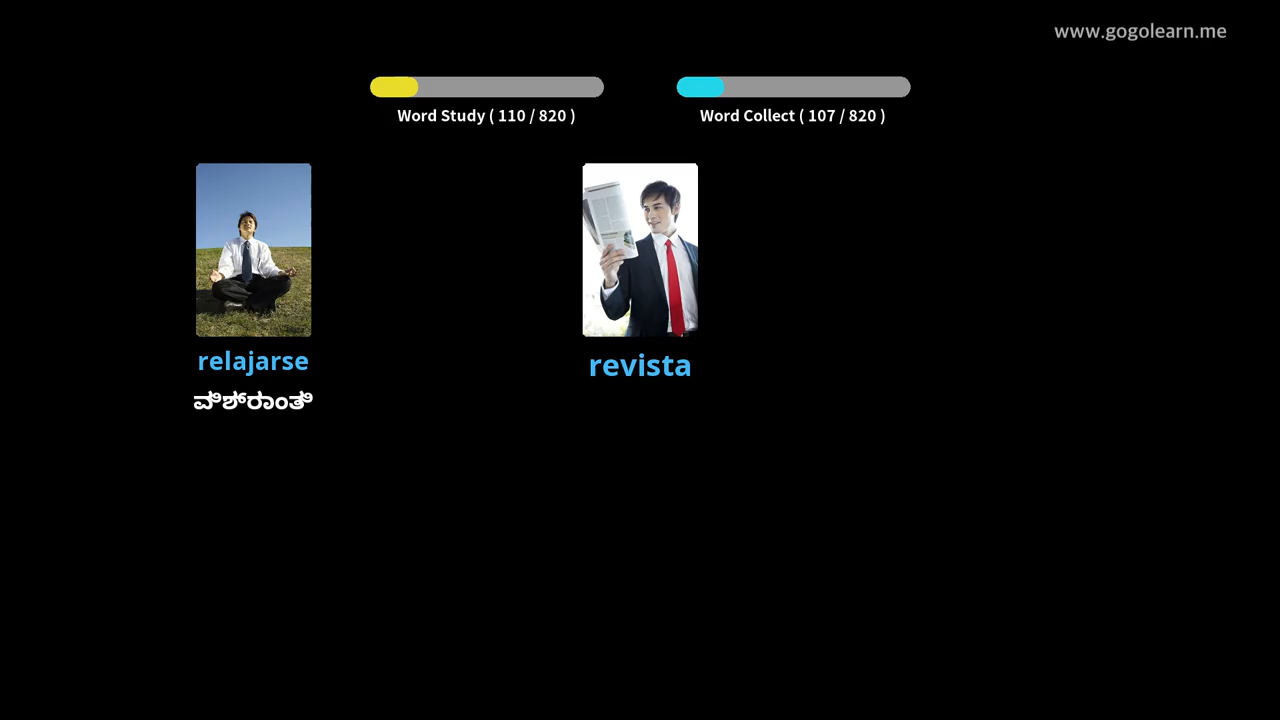 www.gogolearn.me
Word Study ( 110 / 820 )
Word Collect ( 107 / 820 )
relajarse
ವಿಶ್ರಾಂತಿ
revista